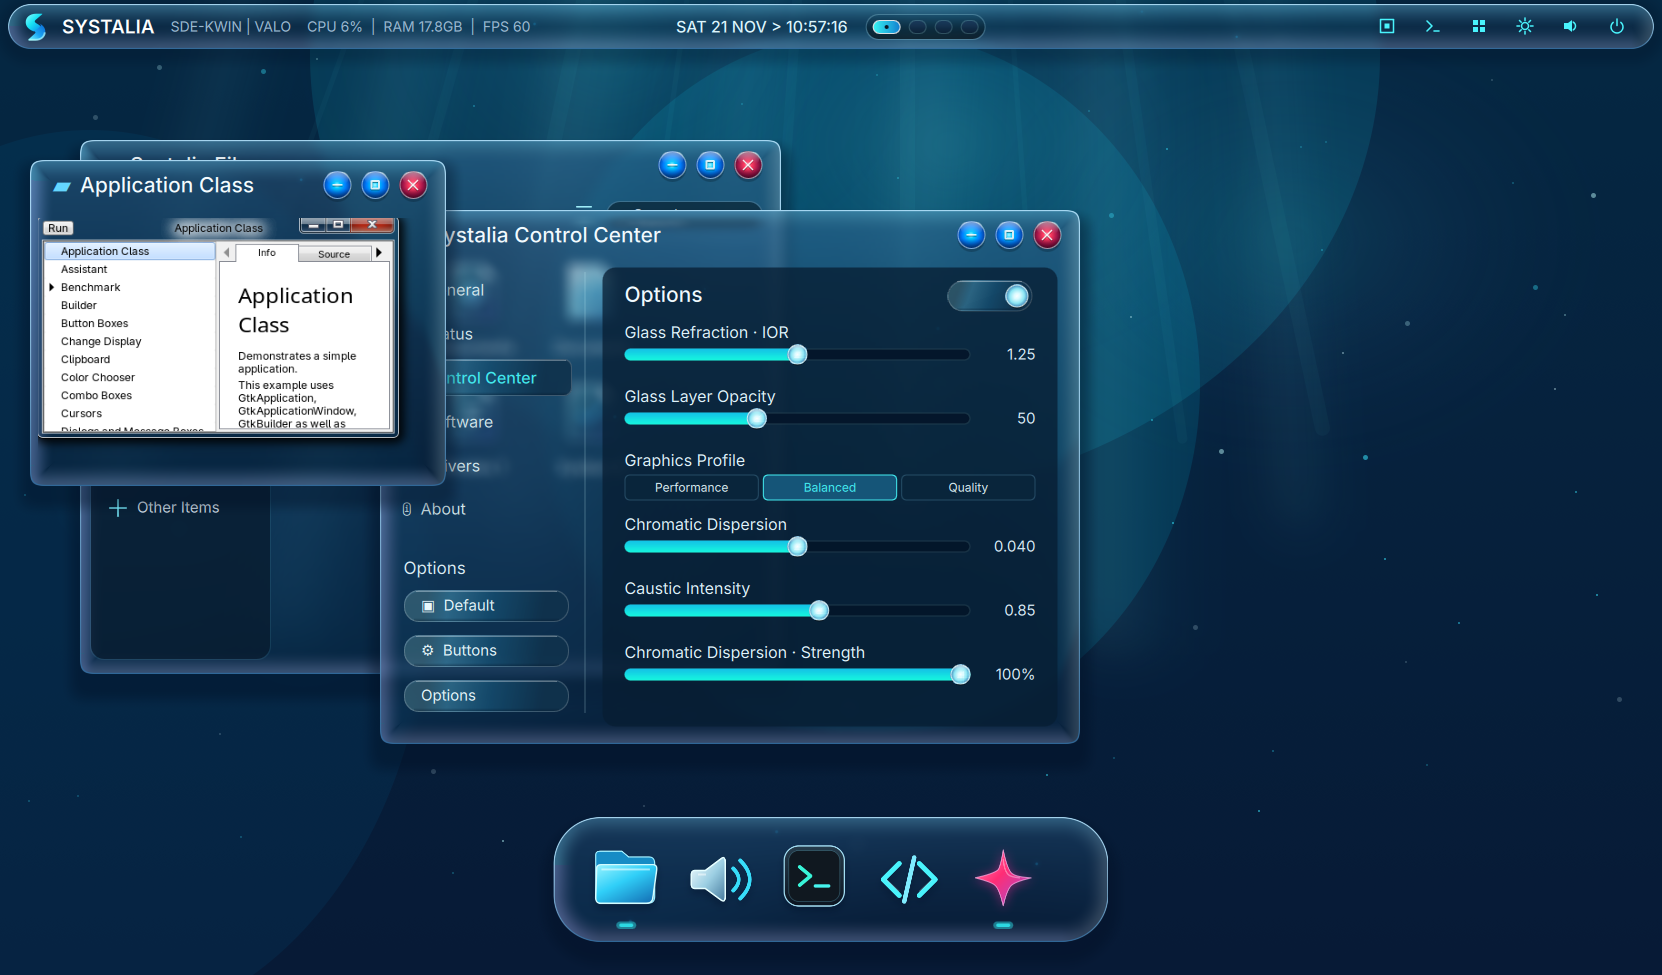 SYSTALIA SDE-KWIN | VALO CPU 6% | RAM 17.8GB | FPS 60
SAT 21 NOV > 10:57:16
Application Class
Run
Application Class
Application Class
Assistant
Benchmark
Builder
Button Boxes
Change Display
Clipboard
Color Chooser
Combo Boxes
Cursors
Dialogs and Message Boxes
Info
Source
Application
Class
Demonstrates a simple
application.
This example uses
GtkApplication,
GtkApplicationWindow,
GtkBuilder as well as
Other Items
ystalia Control Center
neral
atus
ntrol Center
ftware
ivers
About
Options
Default
Buttons
Options
Options
Glass Refraction · IOR
1.25
Glass Layer Opacity
50
Graphics Profile
Performance
Balanced
Quality
Chromatic Dispersion
0.040
Caustic Intensity
0.85
Chromatic Dispersion · Strength
100%